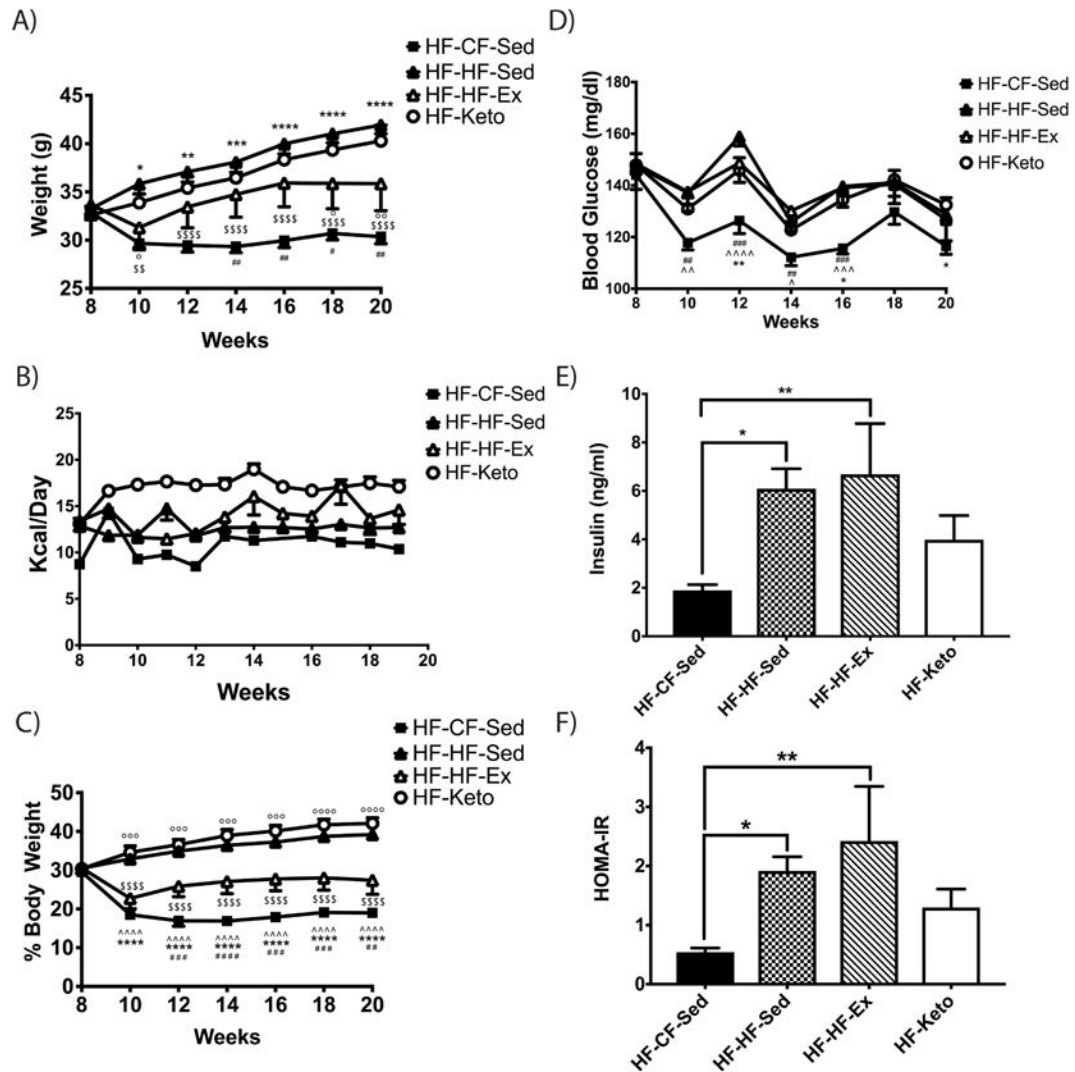 A)
HF-CF-Sed
HF-HF-Sed
HF-HF-Ex
HF-Keto
Weight (g)
45
40
35
30
25
* ** *** **** **** ****
° ° °°
$$ $$$$ $$$$ $$$$ $$$$ $$$$
## ## # ##
8 10 12 14 16 18 20
Weeks
B)
HF-CF-Sed
HF-HF-Sed
HF-HF-Ex
HF-Keto
Kcal/Day
25
20
15
10
5
0
8 10 12 14 16 18 20
Weeks
C)
HF-CF-Sed
HF-HF-Sed
HF-HF-Ex
HF-Keto
% Body Weight
50
40
30
20
10
0
°°° °°° °°° °°° °°°° °°°°
$$$$ $$$$ $$$$ $$$$ $$$$ $$$$
^^^^ ^^^^ ^^^^ ^^^^ ^^^^ ^^^^
**** **** **** **** **** ****
### #### ### ### ##
8 10 12 14 16 18 20
Weeks
D)
HF-CF-Sed
HF-HF-Sed
HF-HF-Ex
HF-Keto
Blood Glucose (mg/dl)
180
160
140
120
100
## ### ## ###
^^ ^^^^ ^ ^^^
** * *
8 10 12 14 16 18 20
Weeks
E)
Insulin (ng/ml)
10
8
6
4
2
0
**
*
HF-CF-Sed
HF-HF-Sed
HF-HF-Ex
HF-Keto
F)
HOMA-IR
4
3
2
1
0
**
*
HF-CF-Sed
HF-HF-Sed
HF-HF-Ex
HF-Keto